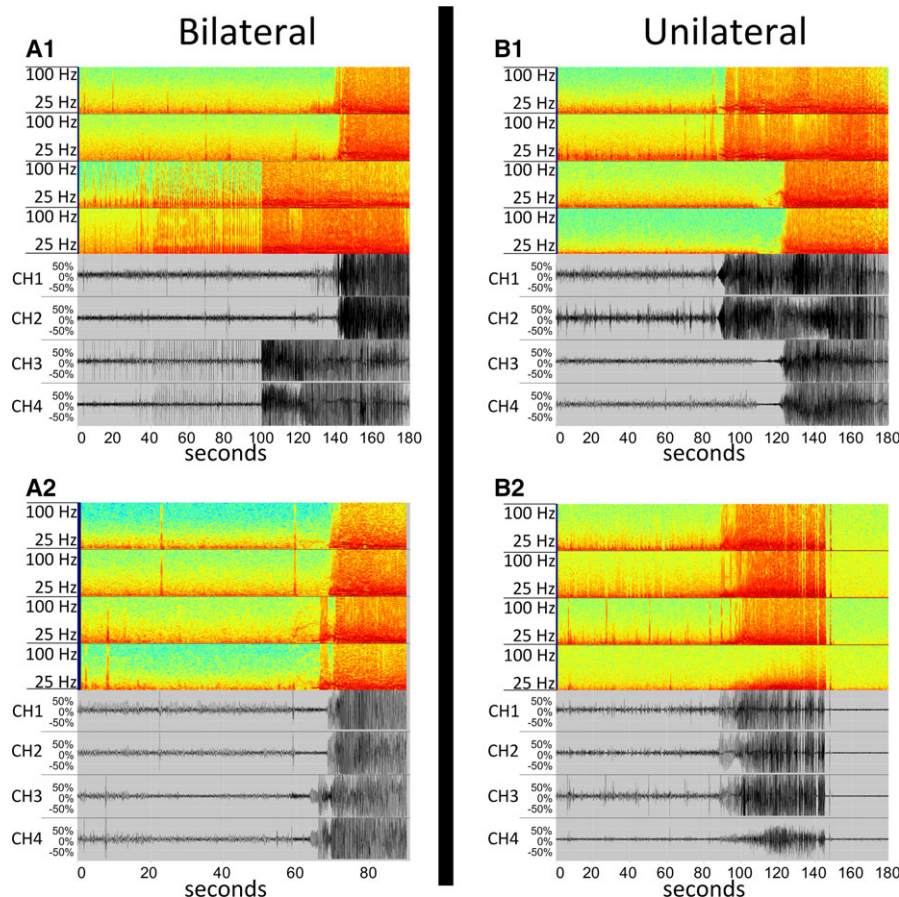 Bilateral
Unilateral
A1
100 Hz
25 Hz
100 Hz
25 Hz
100 Hz
25 Hz
100 Hz
25 Hz
CH1 50% 0% -50%
CH2 50% 0% -50%
CH3 50% 0% -50%
CH4 50% 0% -50%
0 20 40 60 80 100 120 140 160 180
seconds
B1
100 Hz
25 Hz
100 Hz
25 Hz
100 Hz
25 Hz
100 Hz
25 Hz
CH1 50% 0% -50%
CH2 50% 0% -50%
CH3 50% 0% -50%
CH4 50% 0% -50%
0 20 40 60 80 100 120 140 160 180
seconds
A2
100 Hz
25 Hz
100 Hz
25 Hz
100 Hz
25 Hz
100 Hz
25 Hz
CH1 50% 0% -50%
CH2 50% 0% -50%
CH3 50% 0% -50%
CH4 50% 0% -50%
0 20 40 60 80
seconds
B2
100 Hz
25 Hz
100 Hz
25 Hz
100 Hz
25 Hz
100 Hz
25 Hz
CH1 50% 0% -50%
CH2 50% 0% -50%
CH3 50% 0% -50%
CH4 50% 0% -50%
0 20 40 60 80 100 120 140 160 180
seconds